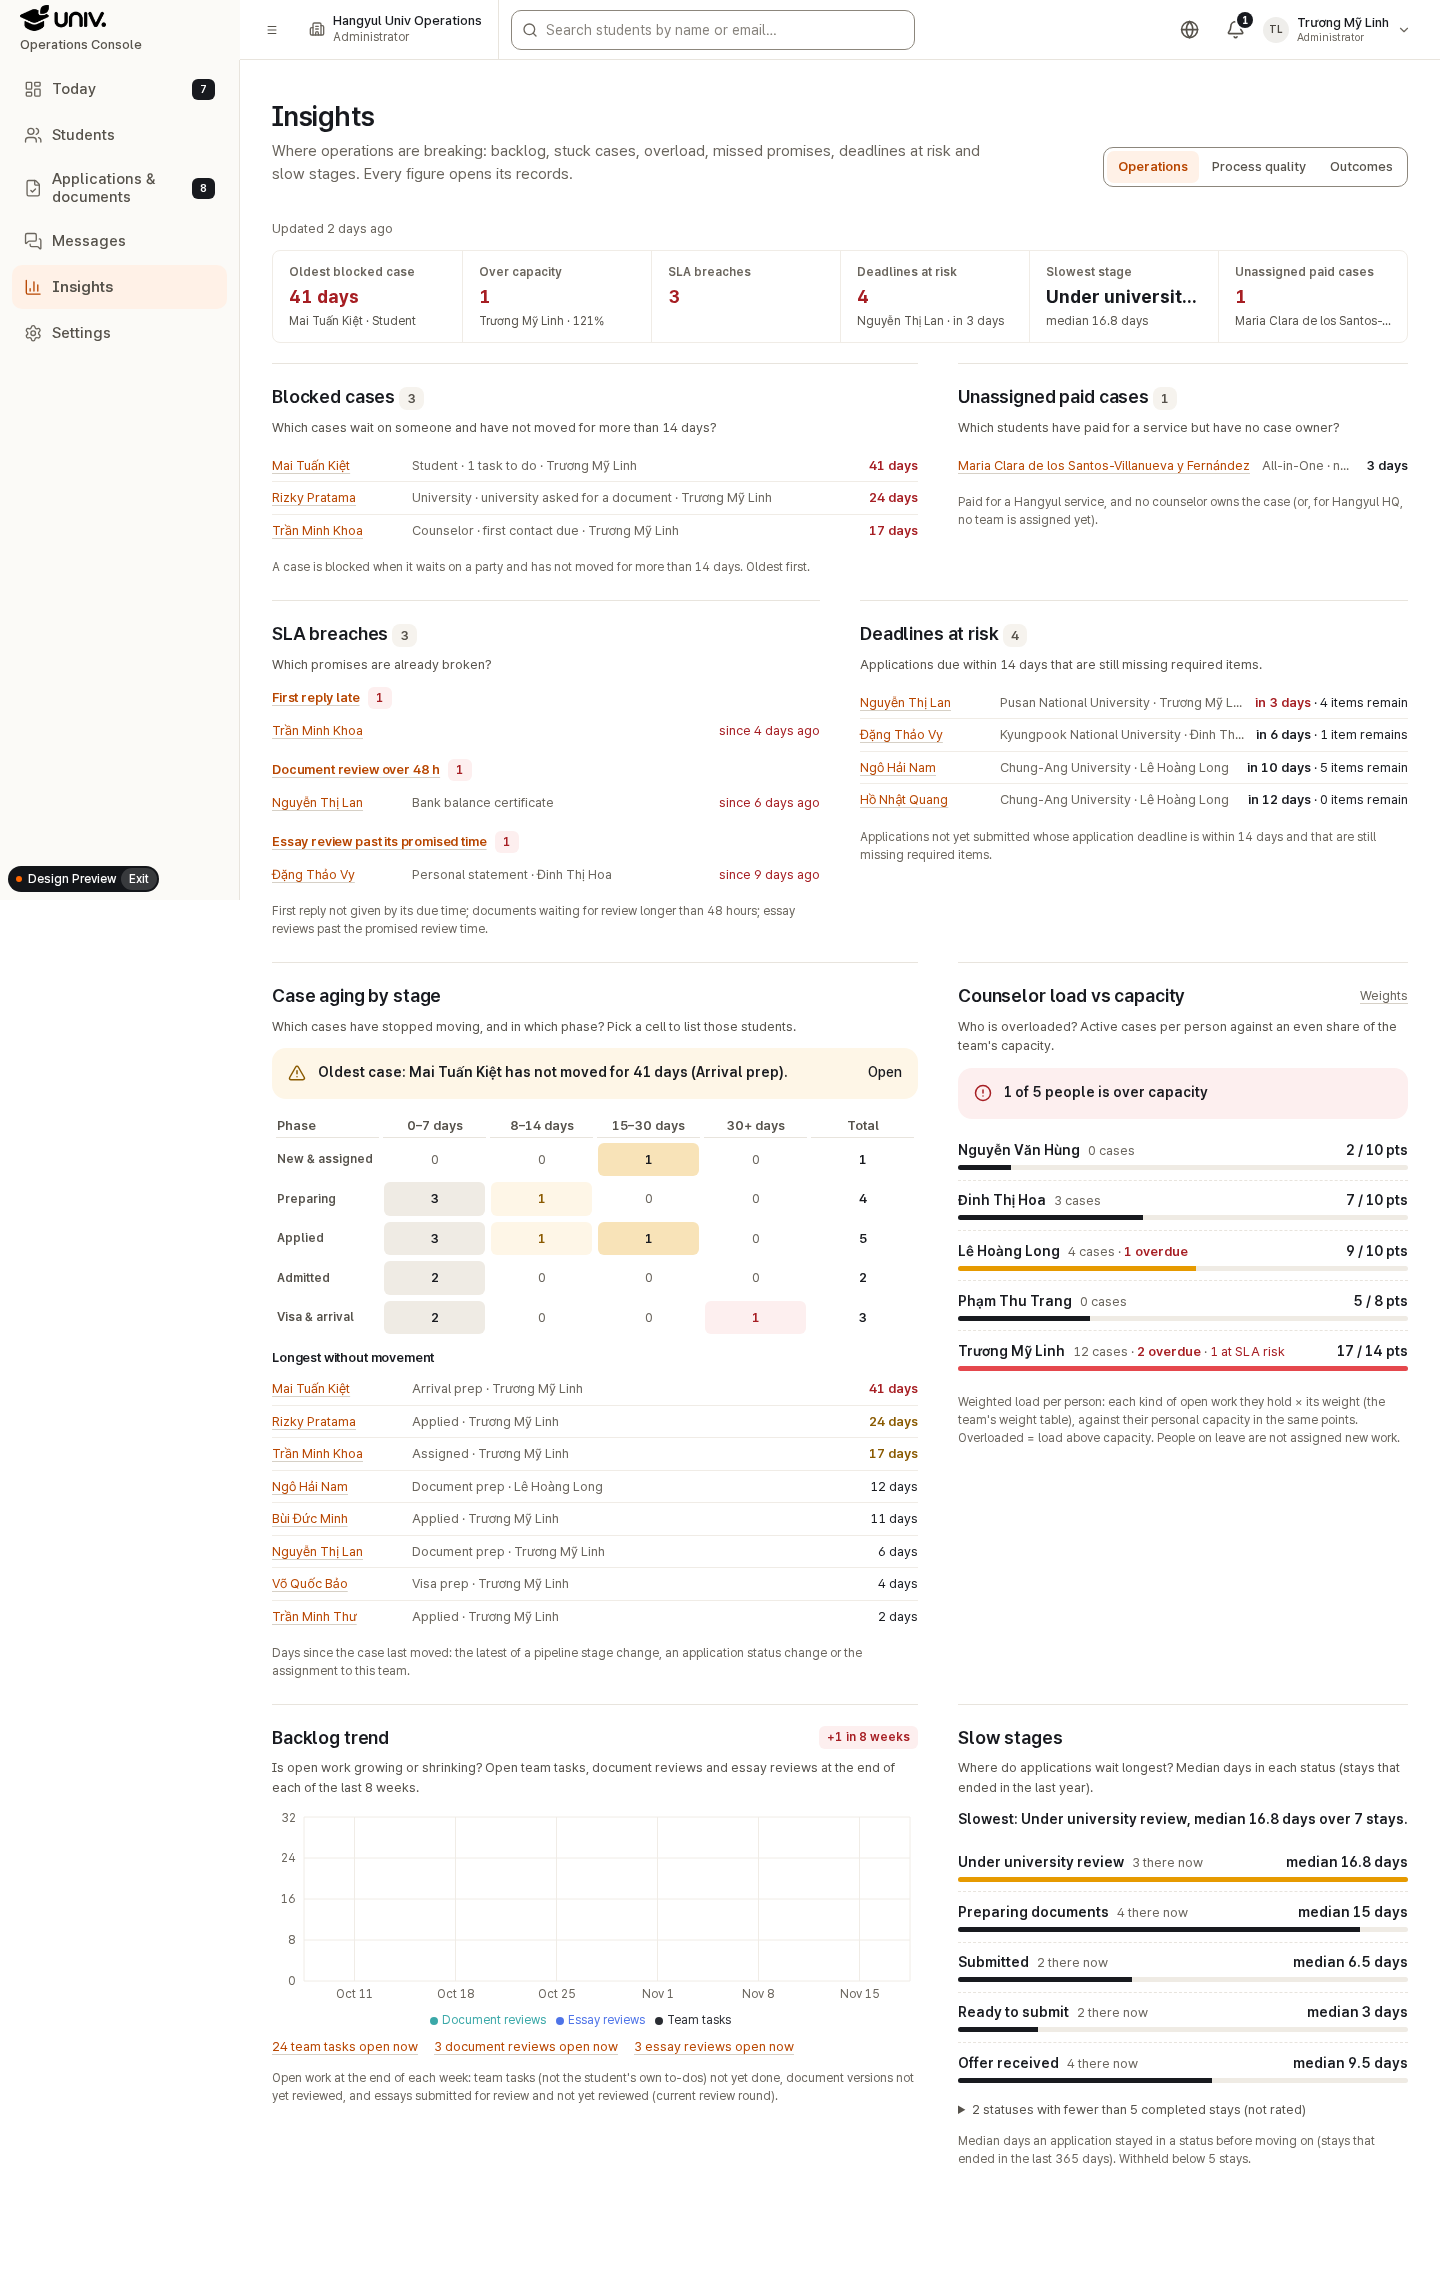 univ.
Operations Console
Today
7
Students
Applications &
documents
8
Messages
Insights
Settings
Design Preview Exit
Hangyul Univ Operations
Administrator
Search students by name or email...
1
TL
Trương Mỹ Linh
Administrator
Insights
Where operations are breaking: backlog, stuck cases, overload, missed promises, deadlines at risk and
slow stages. Every figure opens its records.
Operations Process quality Outcomes
Updated 2 days ago
Oldest blocked case
41 days
Mai Tuấn Kiệt · Student
Over capacity
1
Trương Mỹ Linh · 121%
SLA breaches
3
Deadlines at risk
4
Nguyễn Thị Lan · in 3 days
Slowest stage
Under universit...
median 16.8 days
Unassigned paid cases
1
Maria Clara de los Santos-...
Blocked cases 3
Which cases wait on someone and have not moved for more than 14 days?
Mai Tuấn Kiệt Student · 1 task to do · Trương Mỹ Linh 41 days
Rizky Pratama University · university asked for a document · Trương Mỹ Linh 24 days
Trần Minh Khoa Counselor · first contact due · Trương Mỹ Linh 17 days
A case is blocked when it waits on a party and has not moved for more than 14 days. Oldest first.
Unassigned paid cases 1
Which students have paid for a service but have no case owner?
Maria Clara de los Santos-Villanueva y Fernández All-in-One · n... 3 days
Paid for a Hangyul service, and no counselor owns the case (or, for Hangyul HQ,
no team is assigned yet).
SLA breaches 3
Which promises are already broken?
First reply late 1
Trần Minh Khoa since 4 days ago
Document review over 48 h 1
Nguyễn Thị Lan Bank balance certificate since 6 days ago
Essay review past its promised time 1
Đặng Thảo Vy Personal statement · Đinh Thị Hoa since 9 days ago
First reply not given by its due time; documents waiting for review longer than 48 hours; essay
reviews past the promised review time.
Deadlines at risk 4
Applications due within 14 days that are still missing required items.
Nguyễn Thị Lan Pusan National University · Trương Mỹ L... in 3 days · 4 items remain
Đặng Thảo Vy Kyungpook National University · Đinh Th... in 6 days · 1 item remains
Ngô Hải Nam Chung-Ang University · Lê Hoàng Long in 10 days · 5 items remain
Hồ Nhật Quang Chung-Ang University · Lê Hoàng Long in 12 days · 0 items remain
Applications not yet submitted whose application deadline is within 14 days and that are still
missing required items.
Case aging by stage
Which cases have stopped moving, and in which phase? Pick a cell to list those students.
Oldest case: Mai Tuấn Kiệt has not moved for 41 days (Arrival prep). Open
Phase 0–7 days 8–14 days 15–30 days 30+ days Total
New & assigned 0 0 1 0 1
Preparing 3 1 0 0 4
Applied 3 1 1 0 5
Admitted 2 0 0 0 2
Visa & arrival 2 0 0 1 3
Longest without movement
Mai Tuấn Kiệt Arrival prep · Trương Mỹ Linh 41 days
Rizky Pratama Applied · Trương Mỹ Linh 24 days
Trần Minh Khoa Assigned · Trương Mỹ Linh 17 days
Ngô Hải Nam Document prep · Lê Hoàng Long 12 days
Bùi Đức Minh Applied · Trương Mỹ Linh 11 days
Nguyễn Thị Lan Document prep · Trương Mỹ Linh 6 days
Võ Quốc Bảo Visa prep · Trương Mỹ Linh 4 days
Trần Minh Thư Applied · Trương Mỹ Linh 2 days
Days since the case last moved: the latest of a pipeline stage change, an application status change or the
assignment to this team.
Counselor load vs capacity Weights
Who is overloaded? Active cases per person against an even share of the
team's capacity.
1 of 5 people is over capacity
Nguyễn Văn Hùng 0 cases 2 / 10 pts
Đinh Thị Hoa 3 cases 7 / 10 pts
Lê Hoàng Long 4 cases · 1 overdue 9 / 10 pts
Phạm Thu Trang 0 cases 5 / 8 pts
Trương Mỹ Linh 12 cases · 2 overdue · 1 at SLA risk 17 / 14 pts
Weighted load per person: each kind of open work they hold × its weight (the
team's weight table), against their personal capacity in the same points.
Overloaded = load above capacity. People on leave are not assigned new work.
Backlog trend +1 in 8 weeks
Is open work growing or shrinking? Open team tasks, document reviews and essay reviews at the end of
each of the last 8 weeks.
32
24
16
8
0
Oct 11 Oct 18 Oct 25 Nov 1 Nov 8 Nov 15
Document reviews Essay reviews Team tasks
24 team tasks open now 3 document reviews open now 3 essay reviews open now
Open work at the end of each week: team tasks (not the student's own to-dos) not yet done, document versions not
yet reviewed, and essays submitted for review and not yet reviewed (current review round).
Slow stages
Where do applications wait longest? Median days in each status (stays that
ended in the last year).
Slowest: Under university review, median 16.8 days over 7 stays.
Under university review 3 there now median 16.8 days
Preparing documents 4 there now median 15 days
Submitted 2 there now median 6.5 days
Ready to submit 2 there now median 3 days
Offer received 4 there now median 9.5 days
2 statuses with fewer than 5 completed stays (not rated)
Median days an application stayed in a status before moving on (stays that
ended in the last 365 days). Withheld below 5 stays.